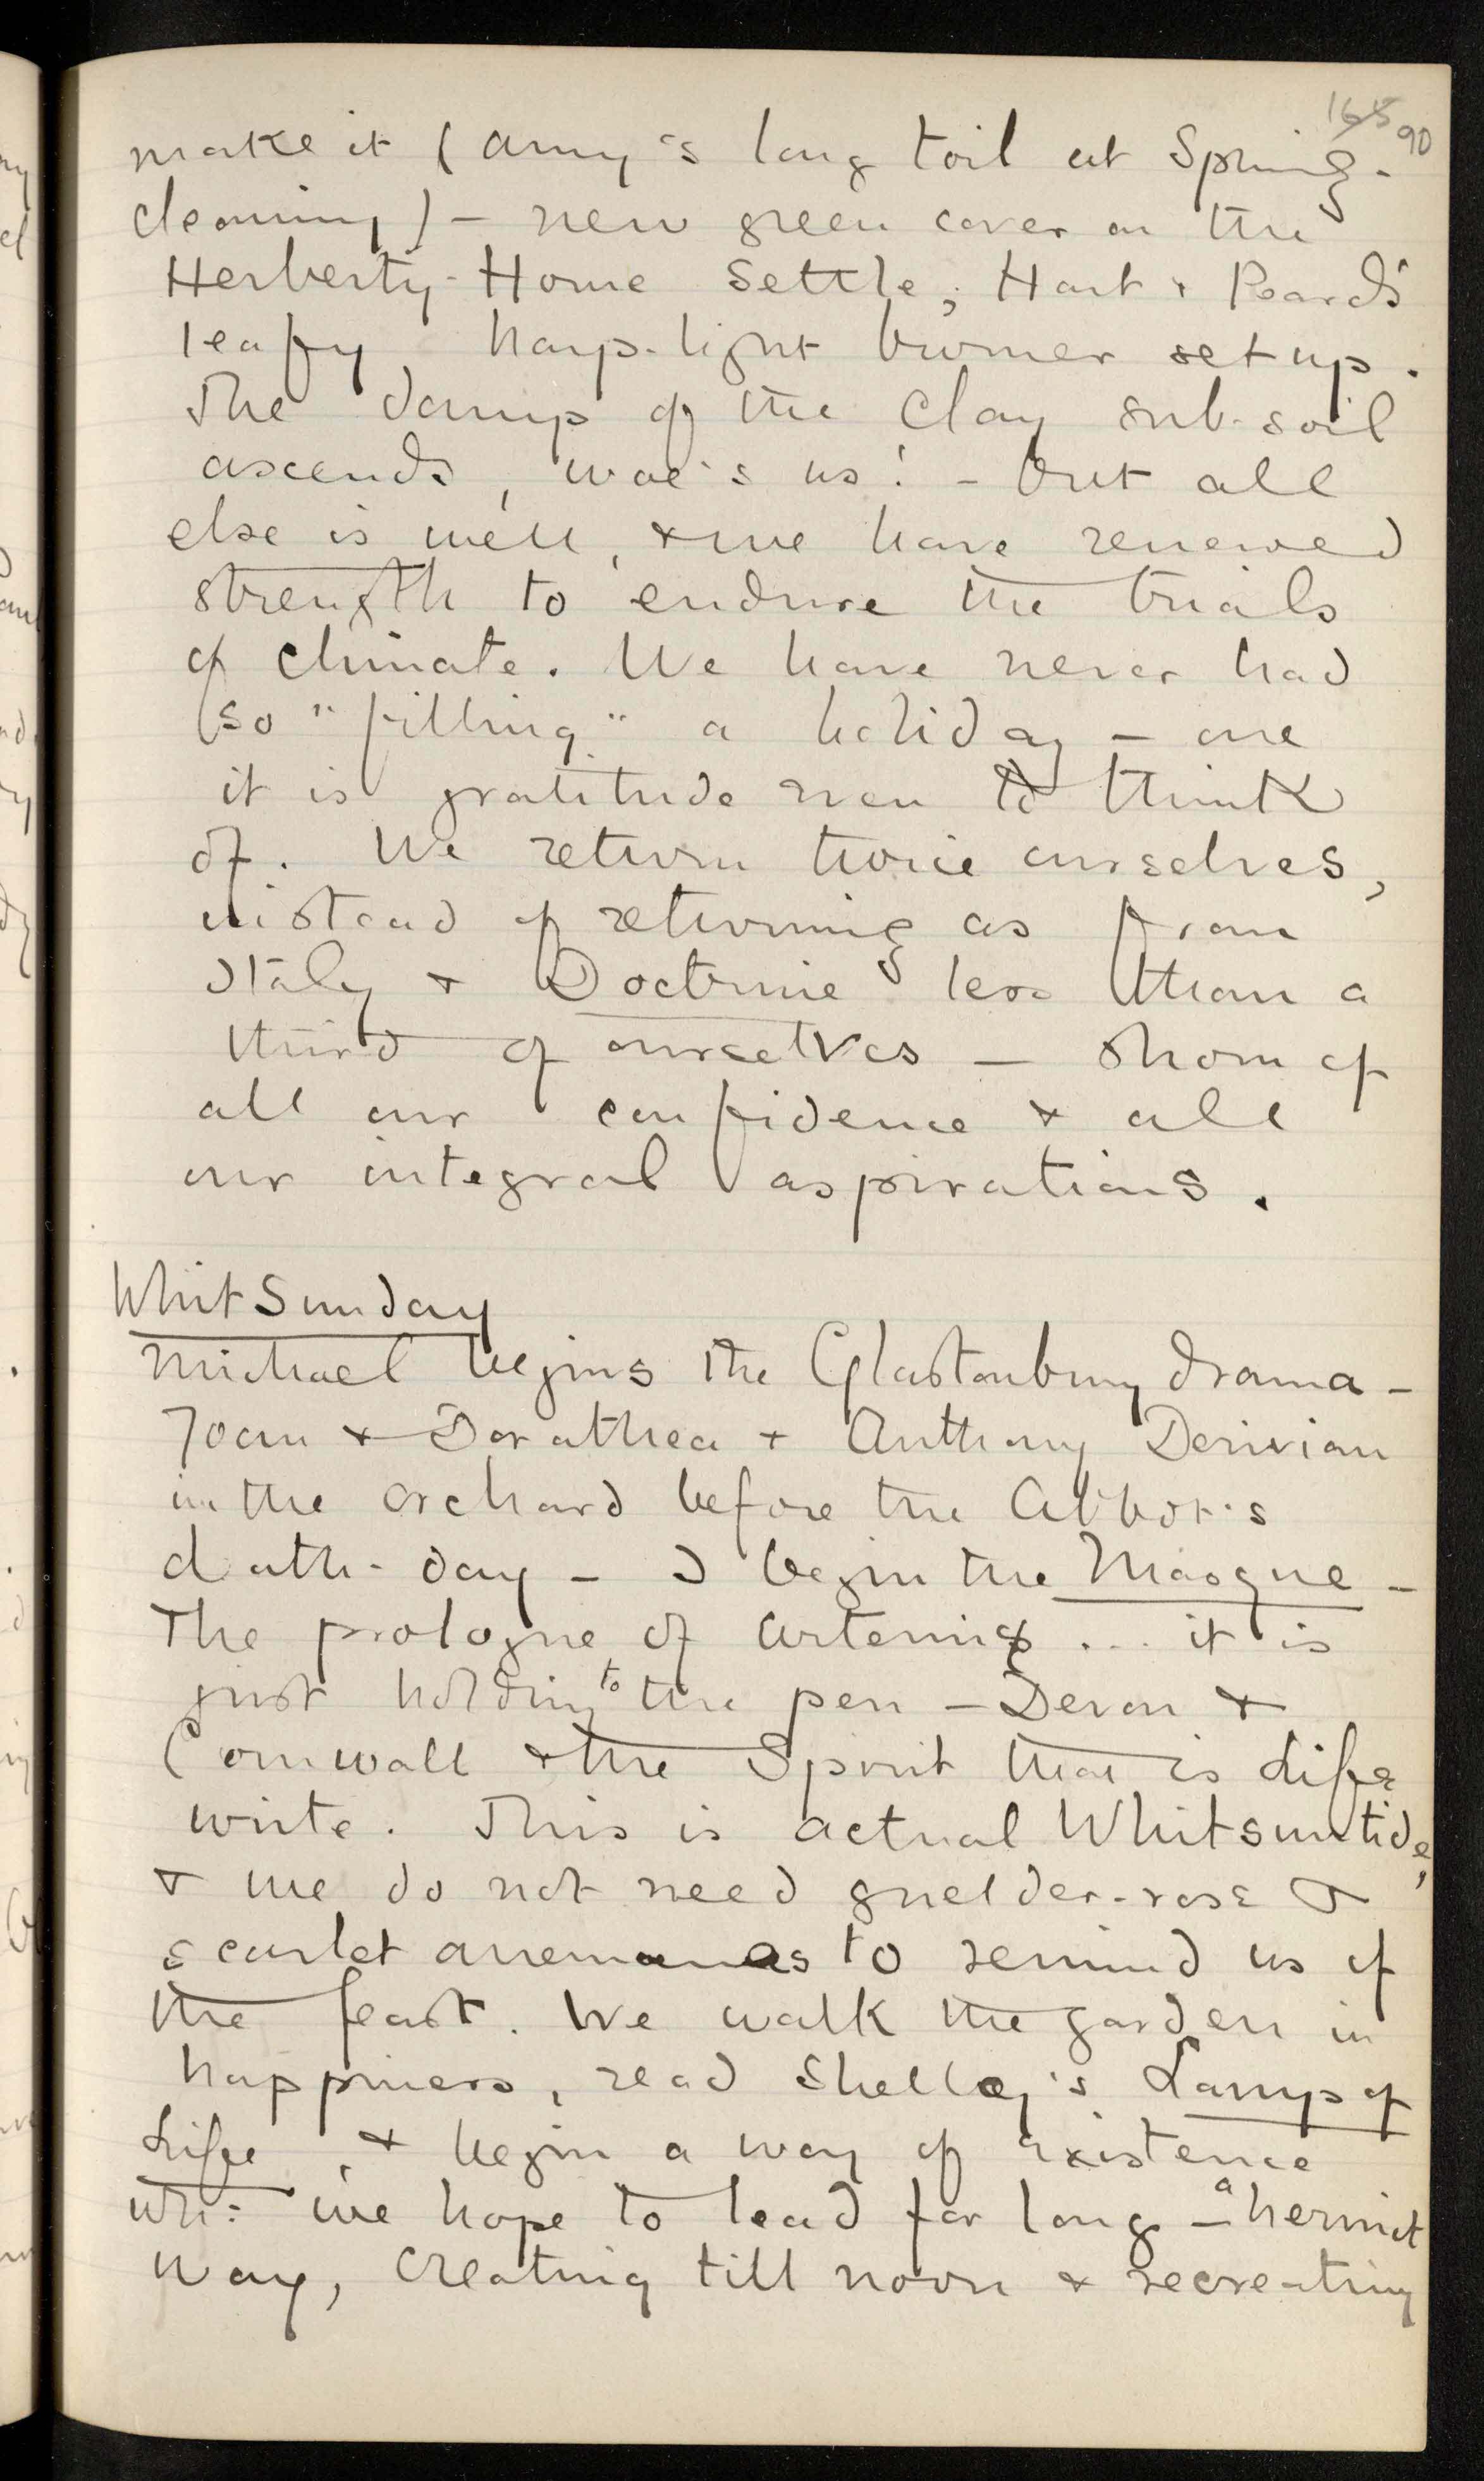 165 90
make it (Amy's long toil at Spring-
cleaning) – new green cover on the
Herberty-Home Settle, Hart & Peard's
leafy harp-light burner set up.
The damp of the clay sub-soil
ascends, woe's us! – but all
else is well, & we have renewed
strength to endure the trials
of climate. We have never had
so "filling" a holiday – one
it is gratitude even to think
of. We return twice ourselves,
instead of returning as from
Italy & Doctrine less than a
third of ourselves – shorn of
all our confidence & all
our integral aspirations.
Whit Sunday
Michael begins the Glastonbury drama –
Joan & Dorathea + Anthony Derivian
in the orchard before the Abbot's
death-day – I begin the Masque –
The prologue of Artemis ... it is
just holding to the pen – Devon &
Cornwall & the Spirit that is Life
write. This is actual Whitsuntide,
& we do not need guelder-rose &
scarlet anemones to remind us of
the feast. We walk the garden in
happiness, read Shelley's Lamp of
Life, & begin a way of existence
wh: we hope to lead for long – a hermit
way, creating till noon & recreating